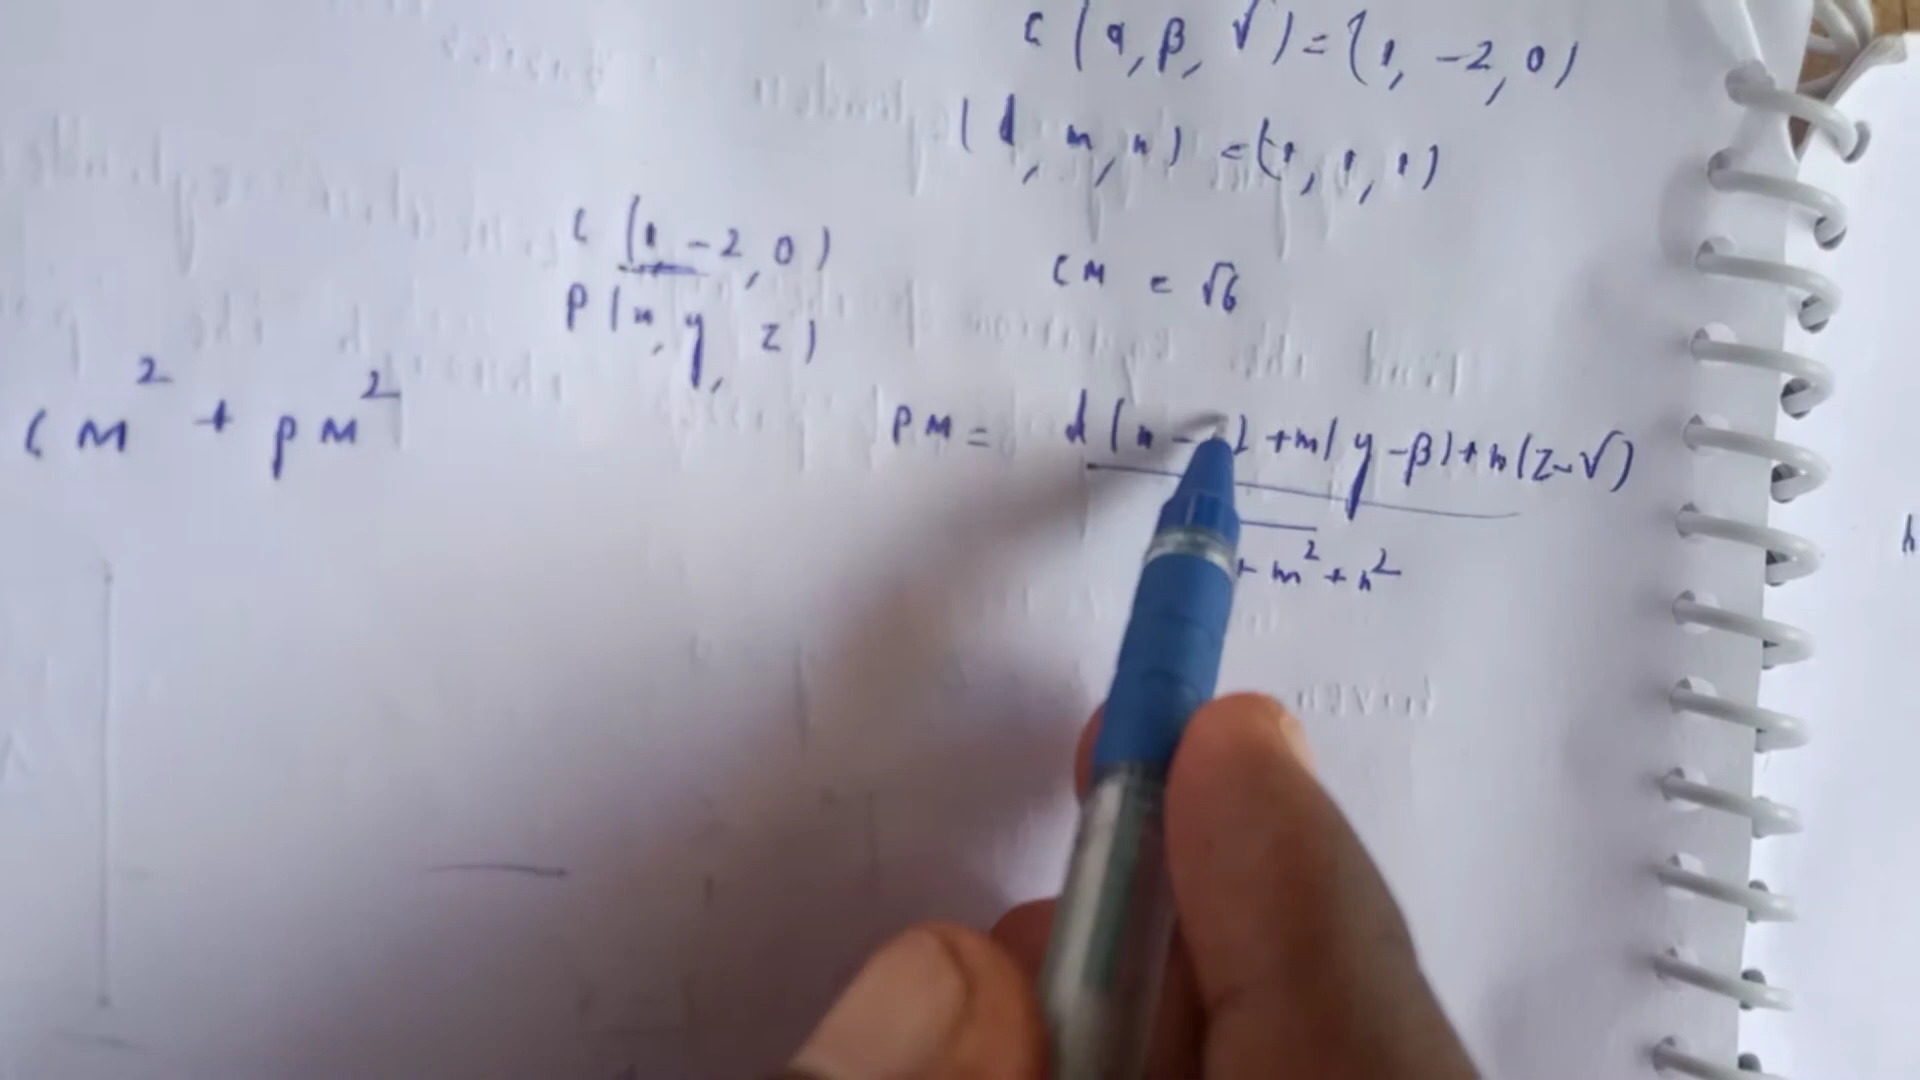 C (α, β, √) = (1, -2, 0)
(d, m, n) = (1, 1, 1)
C (1, -2, 0)
P (x, y, z)
CM = √6
CM² + PM²
PM = d(x - ) + m(y - β) + n(z - √)
+ m² + n²